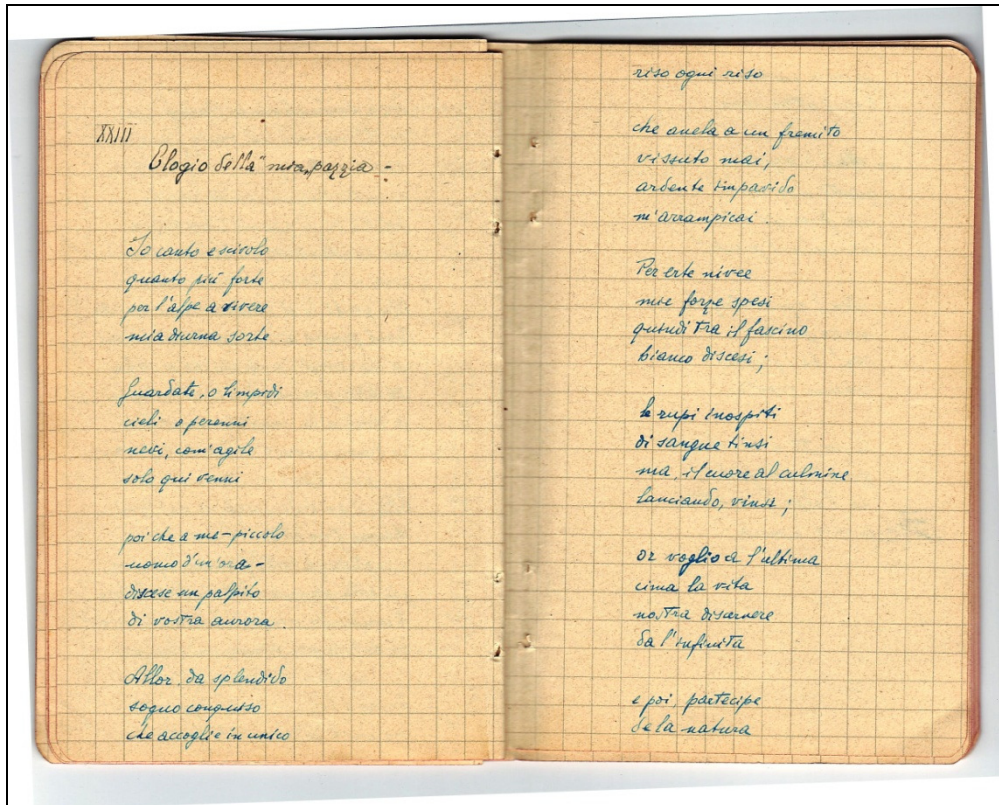 XXIII
Elogio della "mia" pazzia -
Io canto e scivolo
quanto più forte
per l'alpe a vivere
mia diurna sorte
Guardate, o limpidi
cieli o perenni
nevi, com'agile
solo qui venni
poi che a me - piccolo
uomo d'un'ora -
discese un palpito
di vostra aurora.
Allor, da splendido
sogno conquiso
che accoglie in unico
riso ogni riso
che anela a un fremito
vissuto mai,
ardente impavido
m'arrampicai.
Per erte nivee
mie forze spesi
quindi tra il fascino
bianco discesi;
le rupi inospiti
di sangue tinsi
ma, il cuore al culmine
lanciando, vinsi;
or voglio a l'ultima
cima la vita
nostra discernere
da l'infinita
e poi, partecipe
de la natura